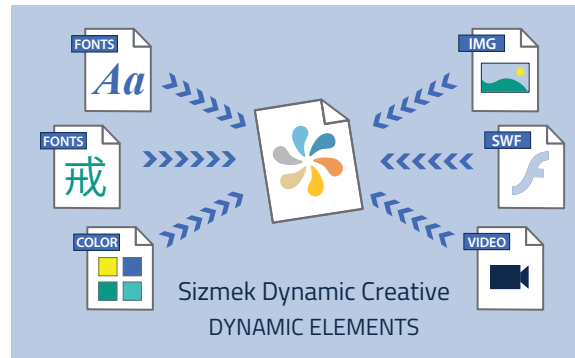 FONTS
Aa
IMG
FONTS
戒
SWF
COLOR
VIDEO
Sizmek Dynamic Creative
DYNAMIC ELEMENTS